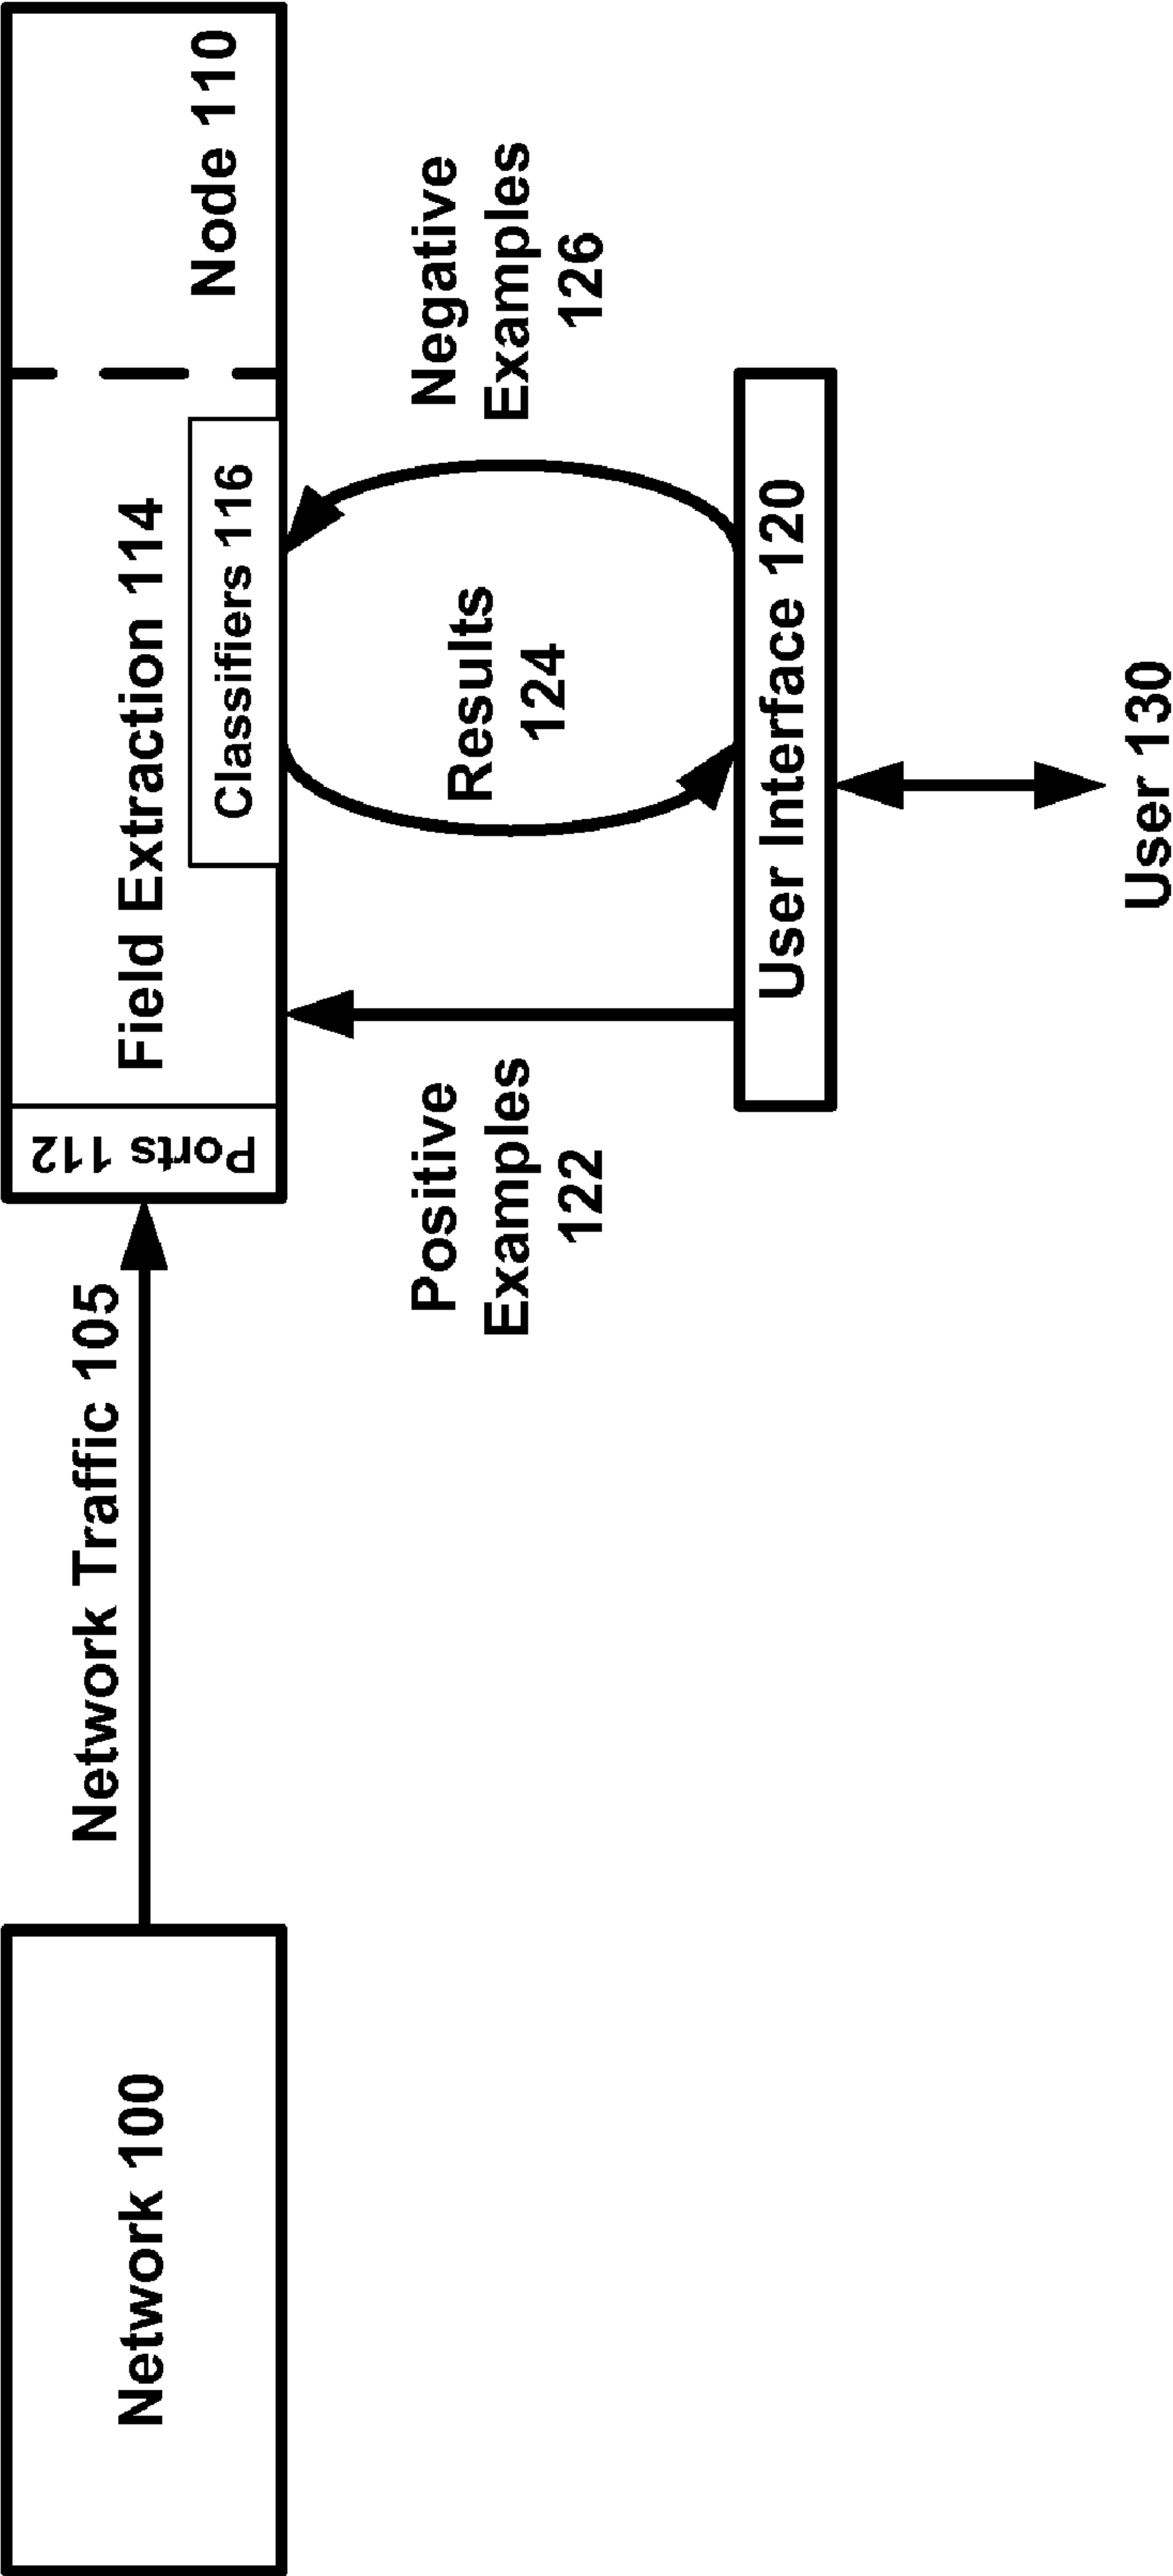 Network 100
Network Traffic 105
Ports 112
Field Extraction 114
Classifiers 116
Node 110
Positive
Examples
122
Results
124
Negative
Examples
126
User Interface 120
User 130